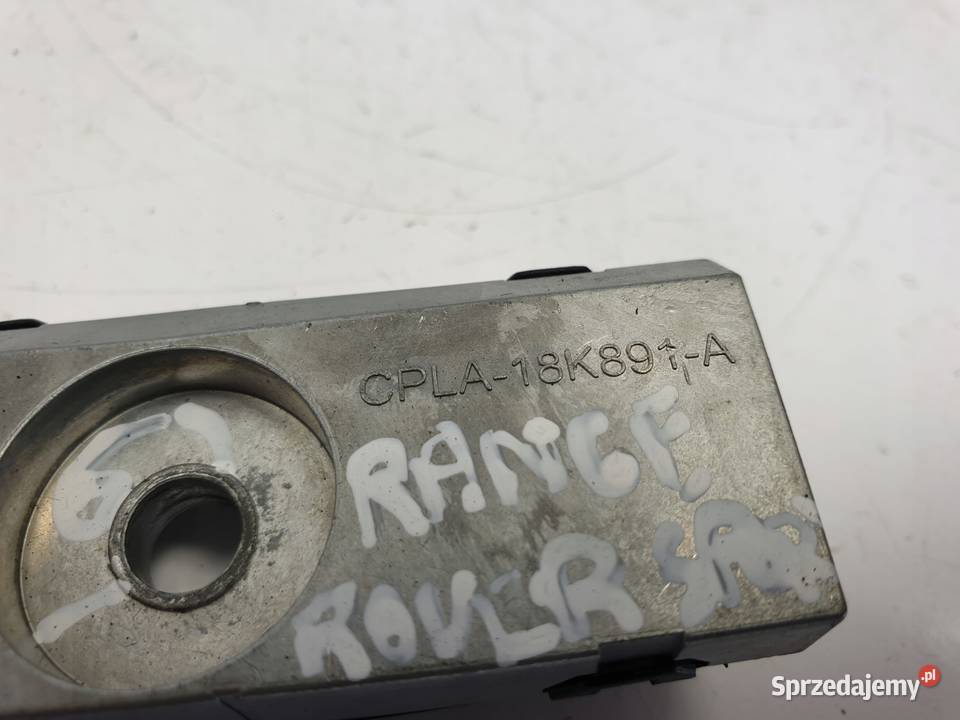 CPLA-18K891-A
RANGE
ROVER
Sprzedajemy.pl